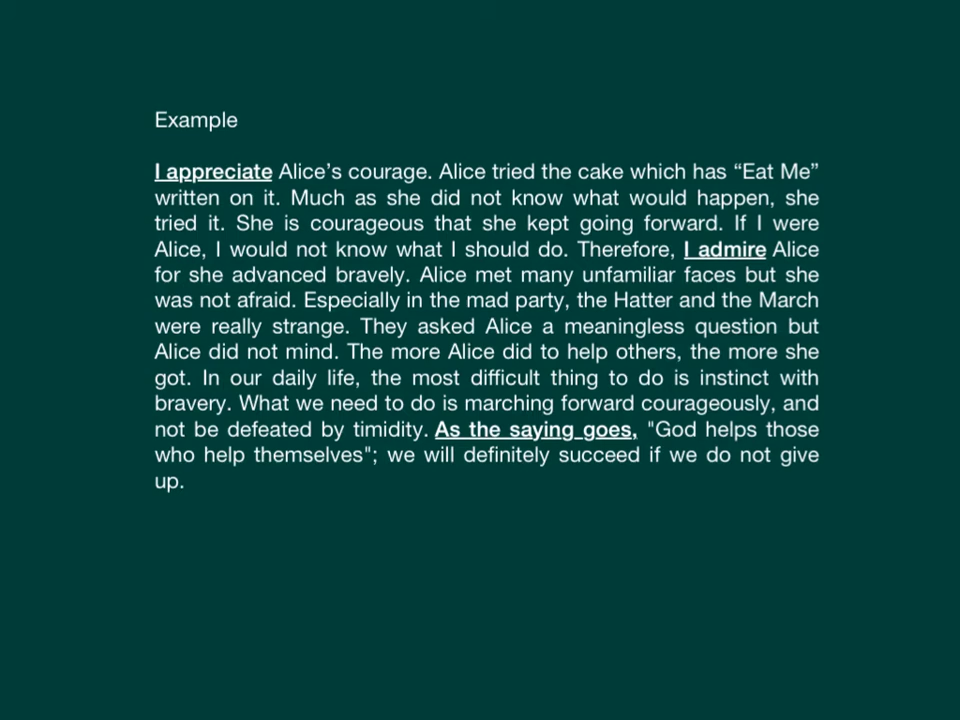 Example
I appreciate Alice’s courage. Alice tried the cake which has “Eat Me”
written on it. Much as she did not know what would happen, she
tried it. She is courageous that she kept going forward. If I were
Alice, I would not know what I should do. Therefore, I admire Alice
for she advanced bravely. Alice met many unfamiliar faces but she
was not afraid. Especially in the mad party, the Hatter and the March
were really strange. They asked Alice a meaningless question but
Alice did not mind. The more Alice did to help others, the more she
got. In our daily life, the most difficult thing to do is instinct with
bravery. What we need to do is marching forward courageously, and
not be defeated by timidity. As the saying goes, "God helps those
who help themselves"; we will definitely succeed if we do not give
up.